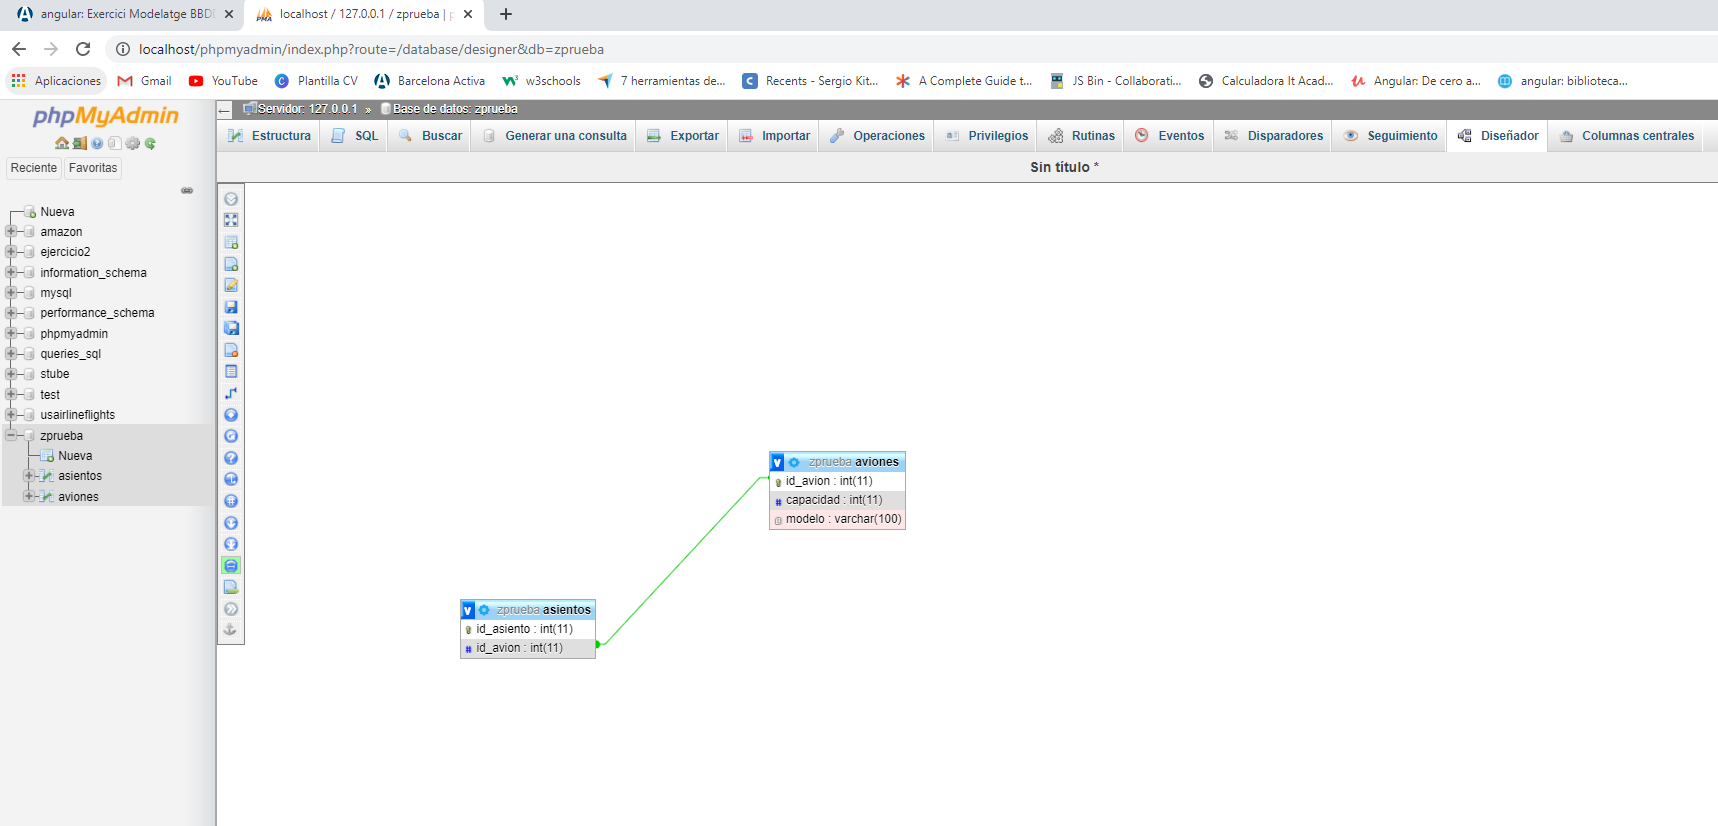 angular: Exercici Modelatge BBD
localhost / 127.0.0.1 / zprueba | p
localhost/phpmyadmin/index.php?route=/database/designer&db=zprueba
Aplicaciones Gmail YouTube Plantilla CV Barcelona Activa w3schools 7 herramientas de... Recents - Sergio Kit... A Complete Guide t... JS Bin - Collaborati... Calculadora It Acad... Angular: De cero a... angular: biblioteca...
phpMyAdmin
Reciente Favoritas
Nueva
amazon
ejercicio2
information_schema
mysql
performance_schema
phpmyadmin
queries_sql
stube
test
usairlineflights
zprueba
Nueva
asientos
aviones
Servidor: 127.0.0.1 » Base de datos: zprueba
Estructura SQL Buscar Generar una consulta Exportar Importar Operaciones Privilegios Rutinas Eventos Disparadores Seguimiento Diseñador Columnas centrales
Sin título *
zprueba aviones
id_avion : int(11)
capacidad : int(11)
modelo : varchar(100)
zprueba asientos
id_asiento : int(11)
id_avion : int(11)